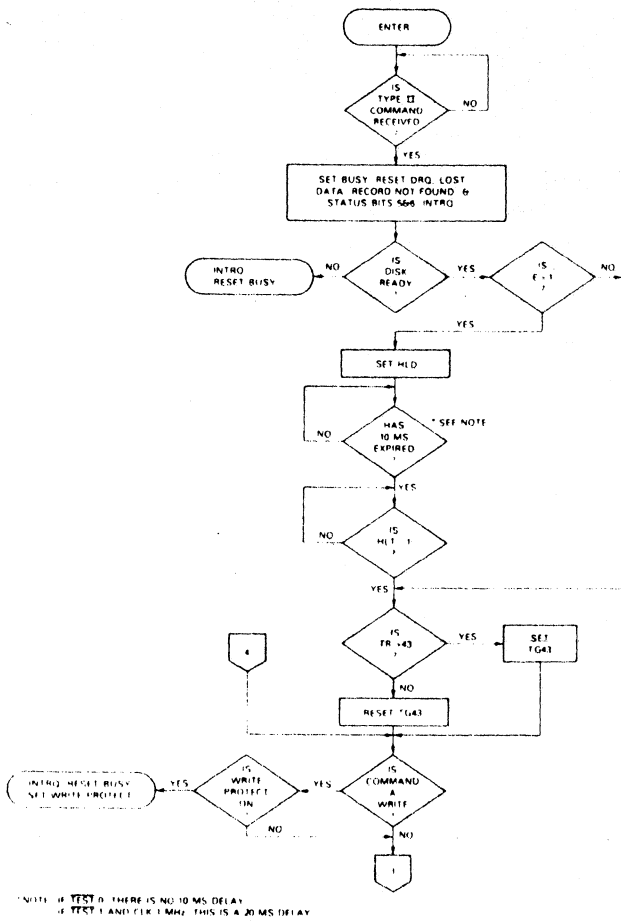 ENTER
IS
TYPE II
COMMAND
RECEIVED
?
NO
YES
SET BUSY, RESET DRQ, LOST
DATA, RECORD NOT FOUND &
STATUS BITS 5&6 INTRQ
INTRQ
RESET BUSY
NO
IS
DISK
READY
?
YES
IS
E = 1
?
NO
YES
SET HLD
HAS
10 MS
EXPIRED
?
NO
* SEE NOTE
YES
IS
HLT = 1
?
NO
YES
IS
TR >43
?
YES
SET
TG43
4
NO
RESET TG43
INTRQ RESET BUSY
SET WRITE PROTECT
YES
IS
WRITE
PROTECT
ON
?
YES
IS
COMMAND
A
WRITE
NO
NO
1
*NOTE: IF TEST 0 THERE IS NO 10 MS DELAY
IF TEST 1 AND CLK 1 MHz THIS IS A 20 MS DELAY